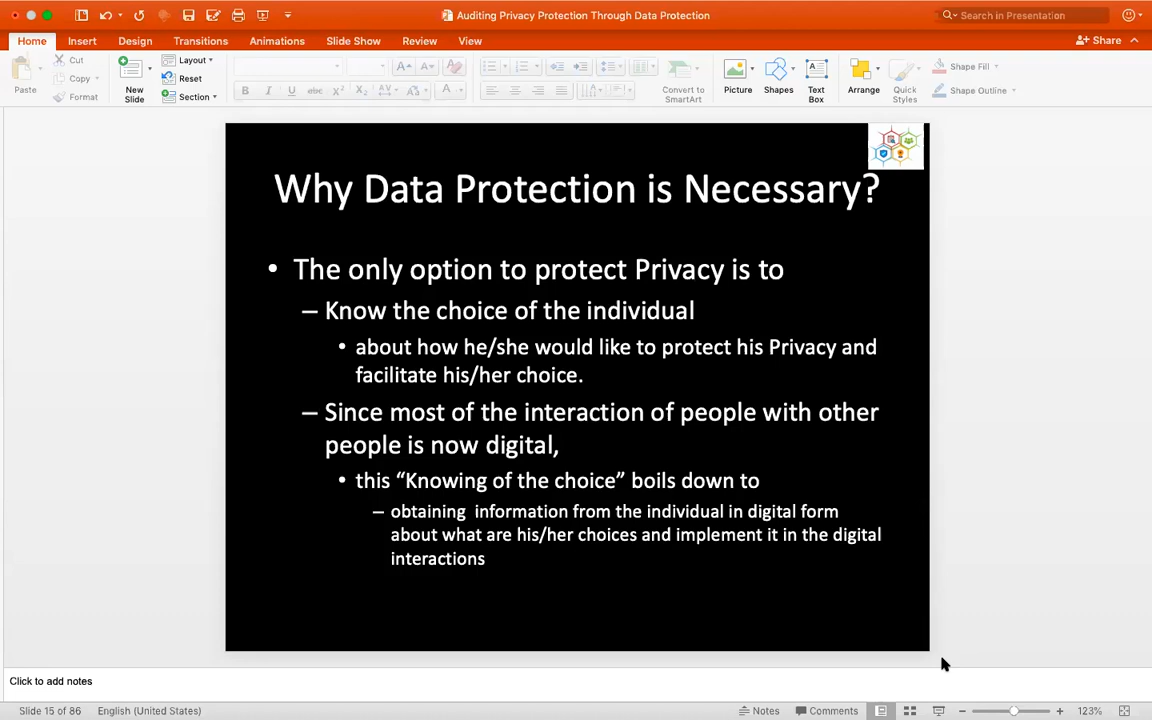 Auditing Privacy Protection Through Data Protection
Search in Presentation
Home Insert Design Transitions Animations Slide Show Review View
Share
Paste
Cut
Copy
Format
New Slide
Layout
Reset
Section
B I U abc X² X₂ AV Aa A
Convert to SmartArt
Picture
Shapes
Text Box
Arrange
Quick Styles
Shape Fill
Shape Outline
Why Data Protection is Necessary?
• The only option to protect Privacy is to
– Know the choice of the individual
• about how he/she would like to protect his Privacy and
facilitate his/her choice.
– Since most of the interaction of people with other
people is now digital,
• this “Knowing of the choice” boils down to
– obtaining information from the individual in digital form
about what are his/her choices and implement it in the digital
interactions
Click to add notes
Slide 15 of 86 English (United States) Notes Comments 123%